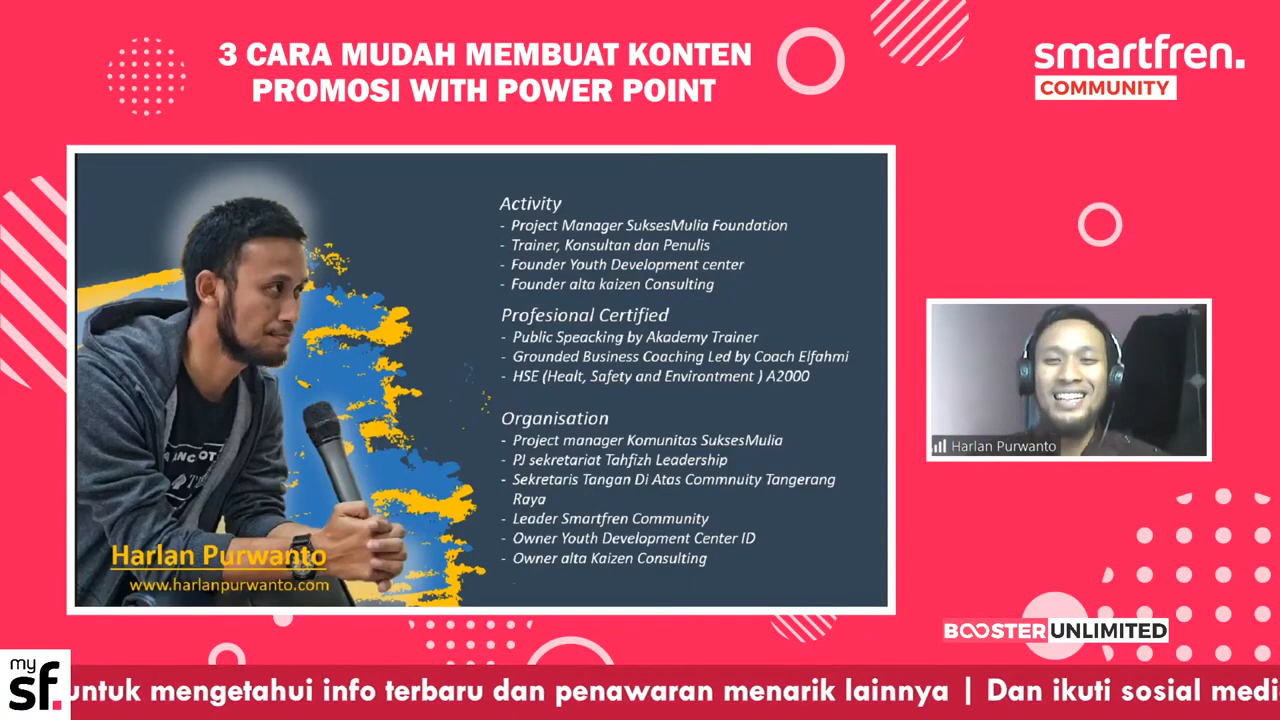 3 CARA MUDAH MEMBUAT KONTEN
PROMOSI WITH POWER POINT
smartfren.
COMMUNITY
Activity
- Project Manager SuksesMulia Foundation
- Trainer, Konsultan dan Penulis
- Founder Youth Development center
- Founder alta kaizen Consulting
Profesional Certified
- Public Speacking by Akademy Trainer
- Grounded Business Coaching Led by Coach Elfahmi
- HSE (Healt, Safety and Environtment ) A2000
Organisation
- Project manager Komunitas SuksesMulia
- PJ sekretariat Tahfizh Leadership
- Sekretaris Tangan Di Atas Commnuity Tangerang
Raya
- Leader Smartfren Community
- Owner Youth Development Center ID
- Owner alta Kaizen Consulting
Harlan Purwanto
www.harlanpurwanto.com
Harlan Purwanto
BOOSTER UNLIMITED
my
sf.
untuk mengetahui info terbaru dan penawaran menarik lainnya | Dan ikuti sosial medi